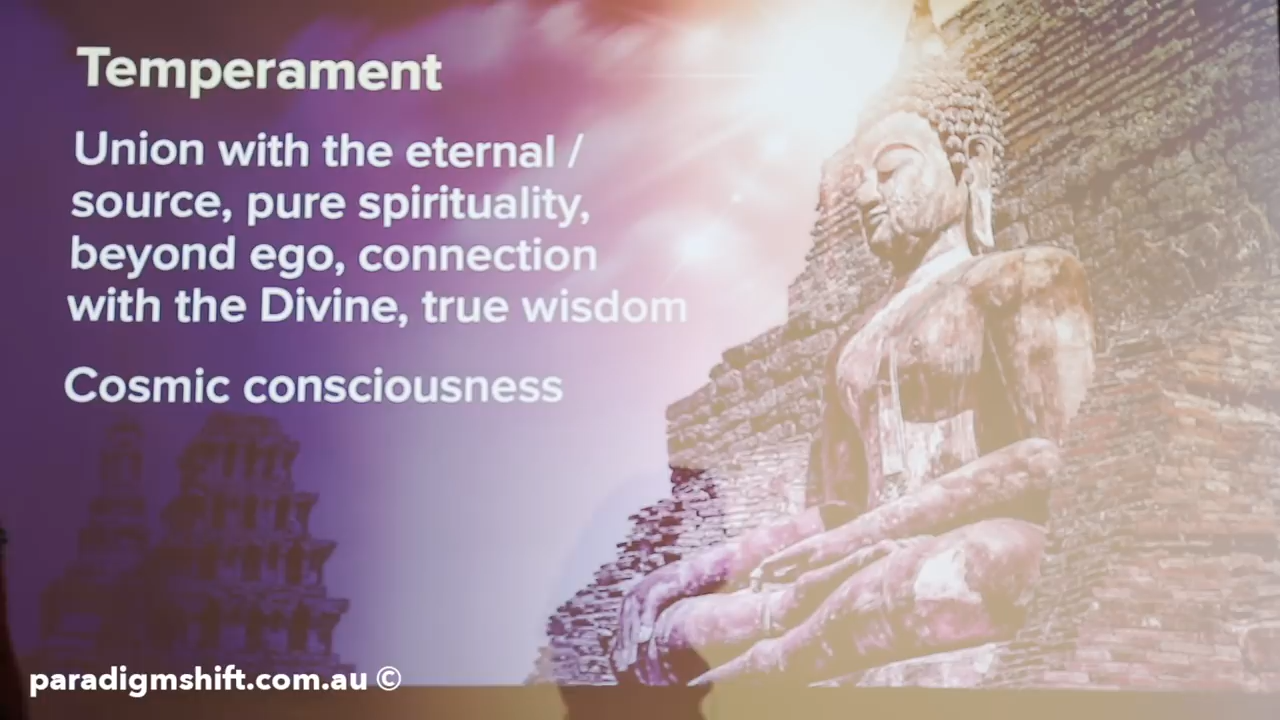 Temperament
Union with the eternal /
source, pure spirituality,
beyond ego, connection
with the Divine, true wisdom
Cosmic consciousness
paradigmshift.com.au ©